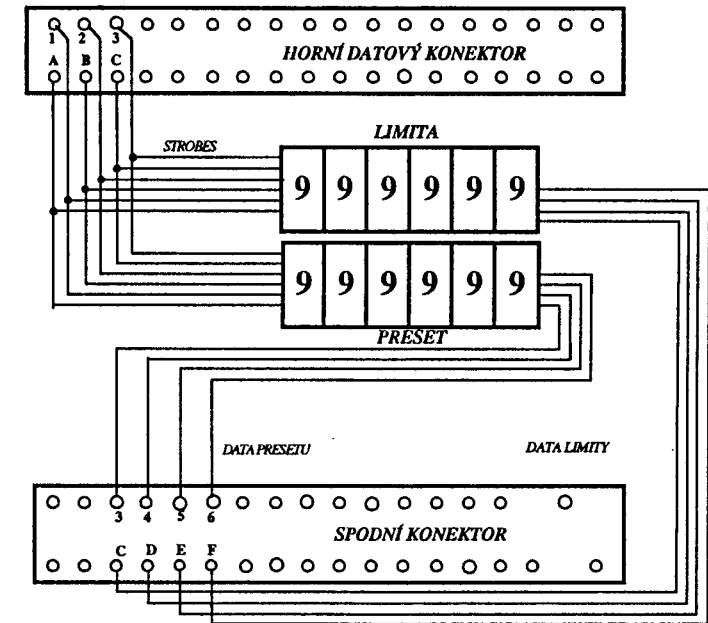 1 2 3
HORNÍ DATOVÝ KONEKTOR
A B C
LIMITA
STROBES
9 9 9 9 9 9
9 9 9 9 9 9
PRESET
DATA PRESETU
DATA LIMITY
3 4 5 6
SPODNÍ KONEKTOR
C D E F